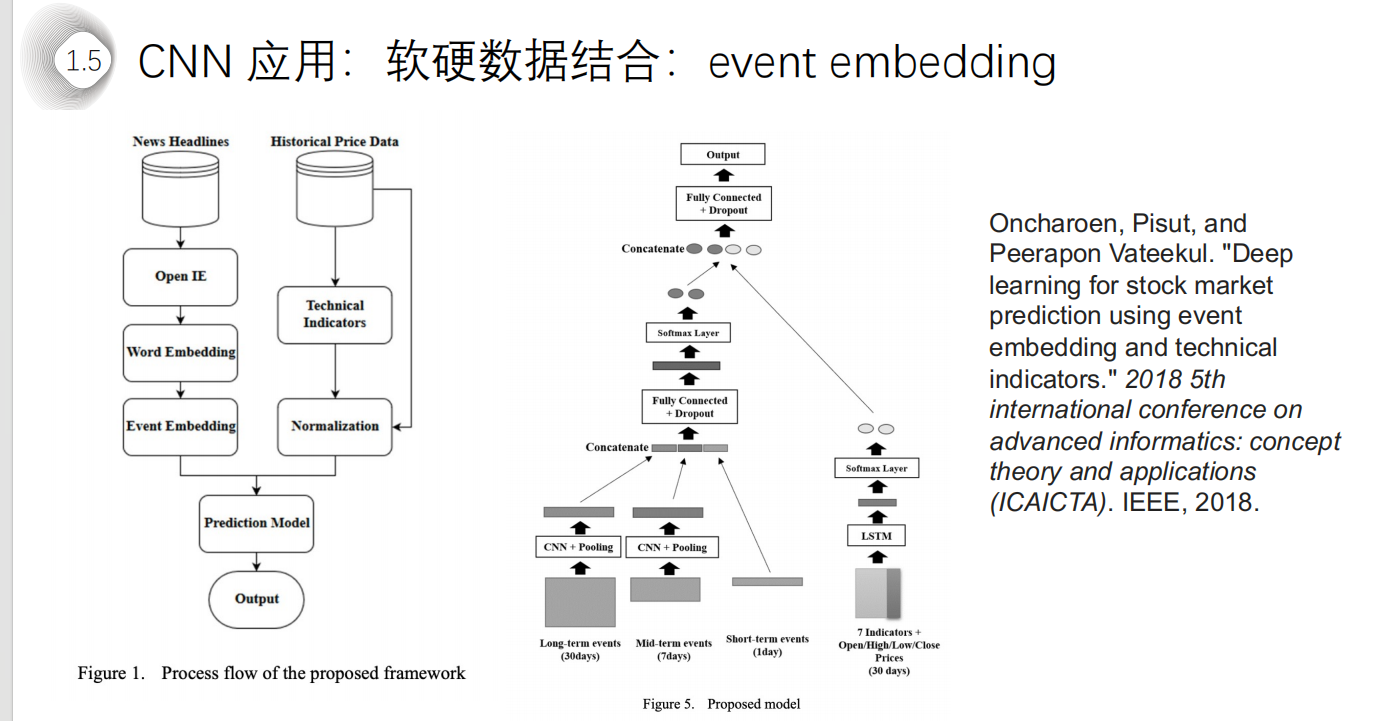 1.5
CNN 应用：软硬数据结合：event embedding
News Headlines
Historical Price Data
Open IE
Technical
Indicators
Word Embedding
Event Embedding
Normalization
Prediction Model
Output
Figure 1. Process flow of the proposed framework
Output
Fully Connected
+ Dropout
Concatenate
Softmax Layer
Fully Connected
+ Dropout
Concatenate
CNN + Pooling
CNN + Pooling
Long-term events
(30days)
Mid-term events
(7days)
Short-term events
(1day)
Softmax Layer
LSTM
7 Indicators +
Open/High/Low/Close
Prices
(30 days)
Figure 5. Proposed model
Oncharoen, Pisut, and
Peerapon Vateekul. "Deep
learning for stock market
prediction using event
embedding and technical
indicators." 2018 5th
international conference on
advanced informatics: concept
theory and applications
(ICAICTA). IEEE, 2018.